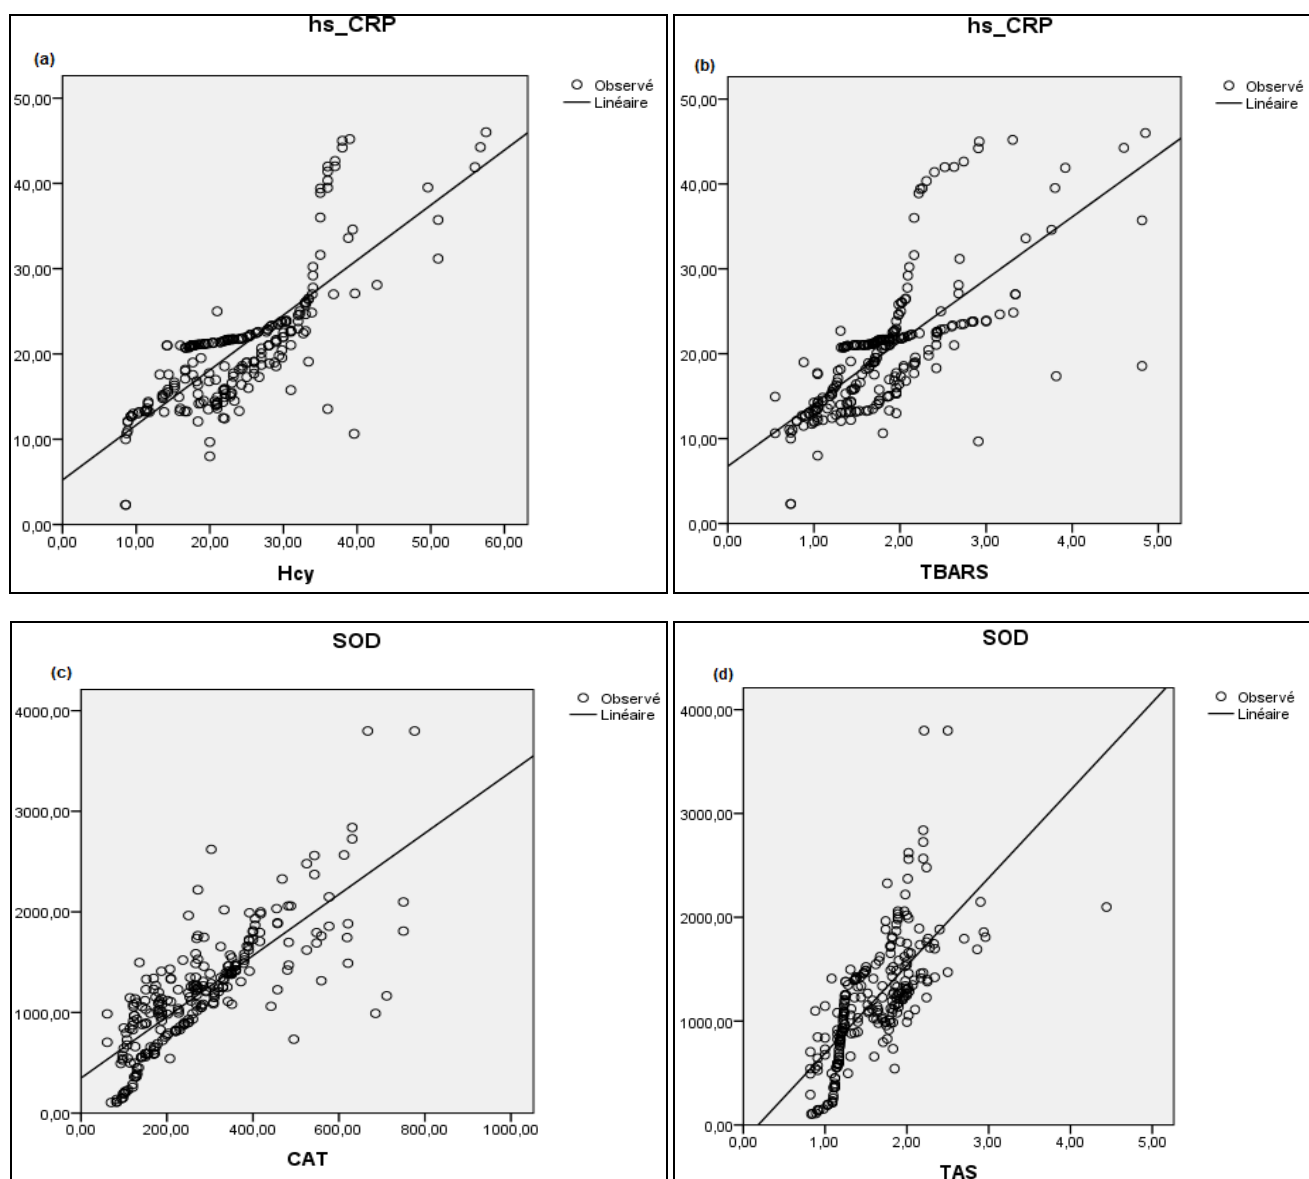 hs_CRP
(a)
Observé
Linéaire
50,00
40,00
30,00
20,00
10,00
0,00
0,00 10,00 20,00 30,00 40,00 50,00 60,00
Hcy
hs_CRP
(b)
Observé
Linéaire
50,00
40,00
30,00
20,00
10,00
0,00
0,00 1,00 2,00 3,00 4,00 5,00
TBARS
SOD
(c)
Observé
Linéaire
4000,00
3000,00
2000,00
1000,00
0,00
0,00 200,00 400,00 600,00 800,00 1000,00
CAT
SOD
(d)
Observé
Linéaire
4000,00
3000,00
2000,00
1000,00
0,00
0,00 1,00 2,00 3,00 4,00 5,00
TAS